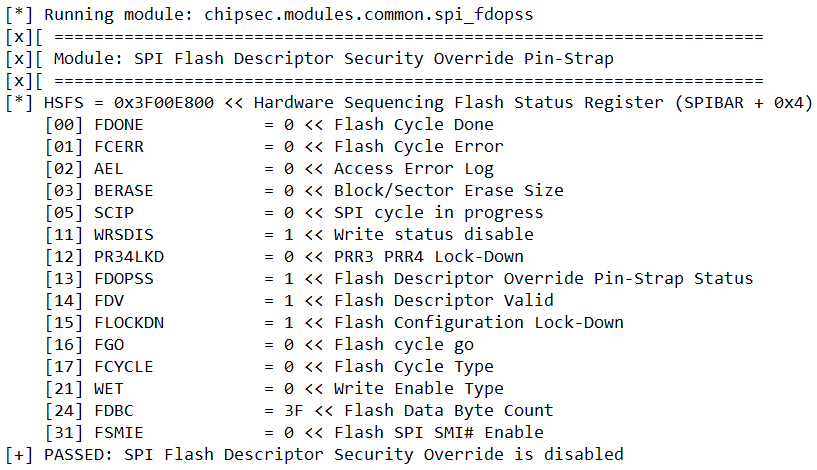 [*] Running module: chipsec.modules.common.spi_fdopss
[x][ =======================================================================
[x][ Module: SPI Flash Descriptor Security Override Pin-Strap
[x][ =======================================================================
[*] HSFS = 0x3F00E800 << Hardware Sequencing Flash Status Register (SPIBAR + 0x4)
    [00] FDONE            = 0 << Flash Cycle Done
    [01] FCERR            = 0 << Flash Cycle Error
    [02] AEL              = 0 << Access Error Log
    [03] BERASE           = 0 << Block/Sector Erase Size
    [05] SCIP             = 0 << SPI cycle in progress
    [11] WRSDIS           = 1 << Write status disable
    [12] PR34LKD          = 0 << PRR3 PRR4 Lock-Down
    [13] FDOPSS           = 1 << Flash Descriptor Override Pin-Strap Status
    [14] FDV              = 1 << Flash Descriptor Valid
    [15] FLOCKDN          = 1 << Flash Configuration Lock-Down
    [16] FGO              = 0 << Flash cycle go
    [17] FCYCLE           = 0 << Flash Cycle Type
    [21] WET              = 0 << Write Enable Type
    [24] FDBC             = 3F << Flash Data Byte Count
    [31] FSMIE            = 0 << Flash SPI SMI# Enable
[+] PASSED: SPI Flash Descriptor Security Override is disabled